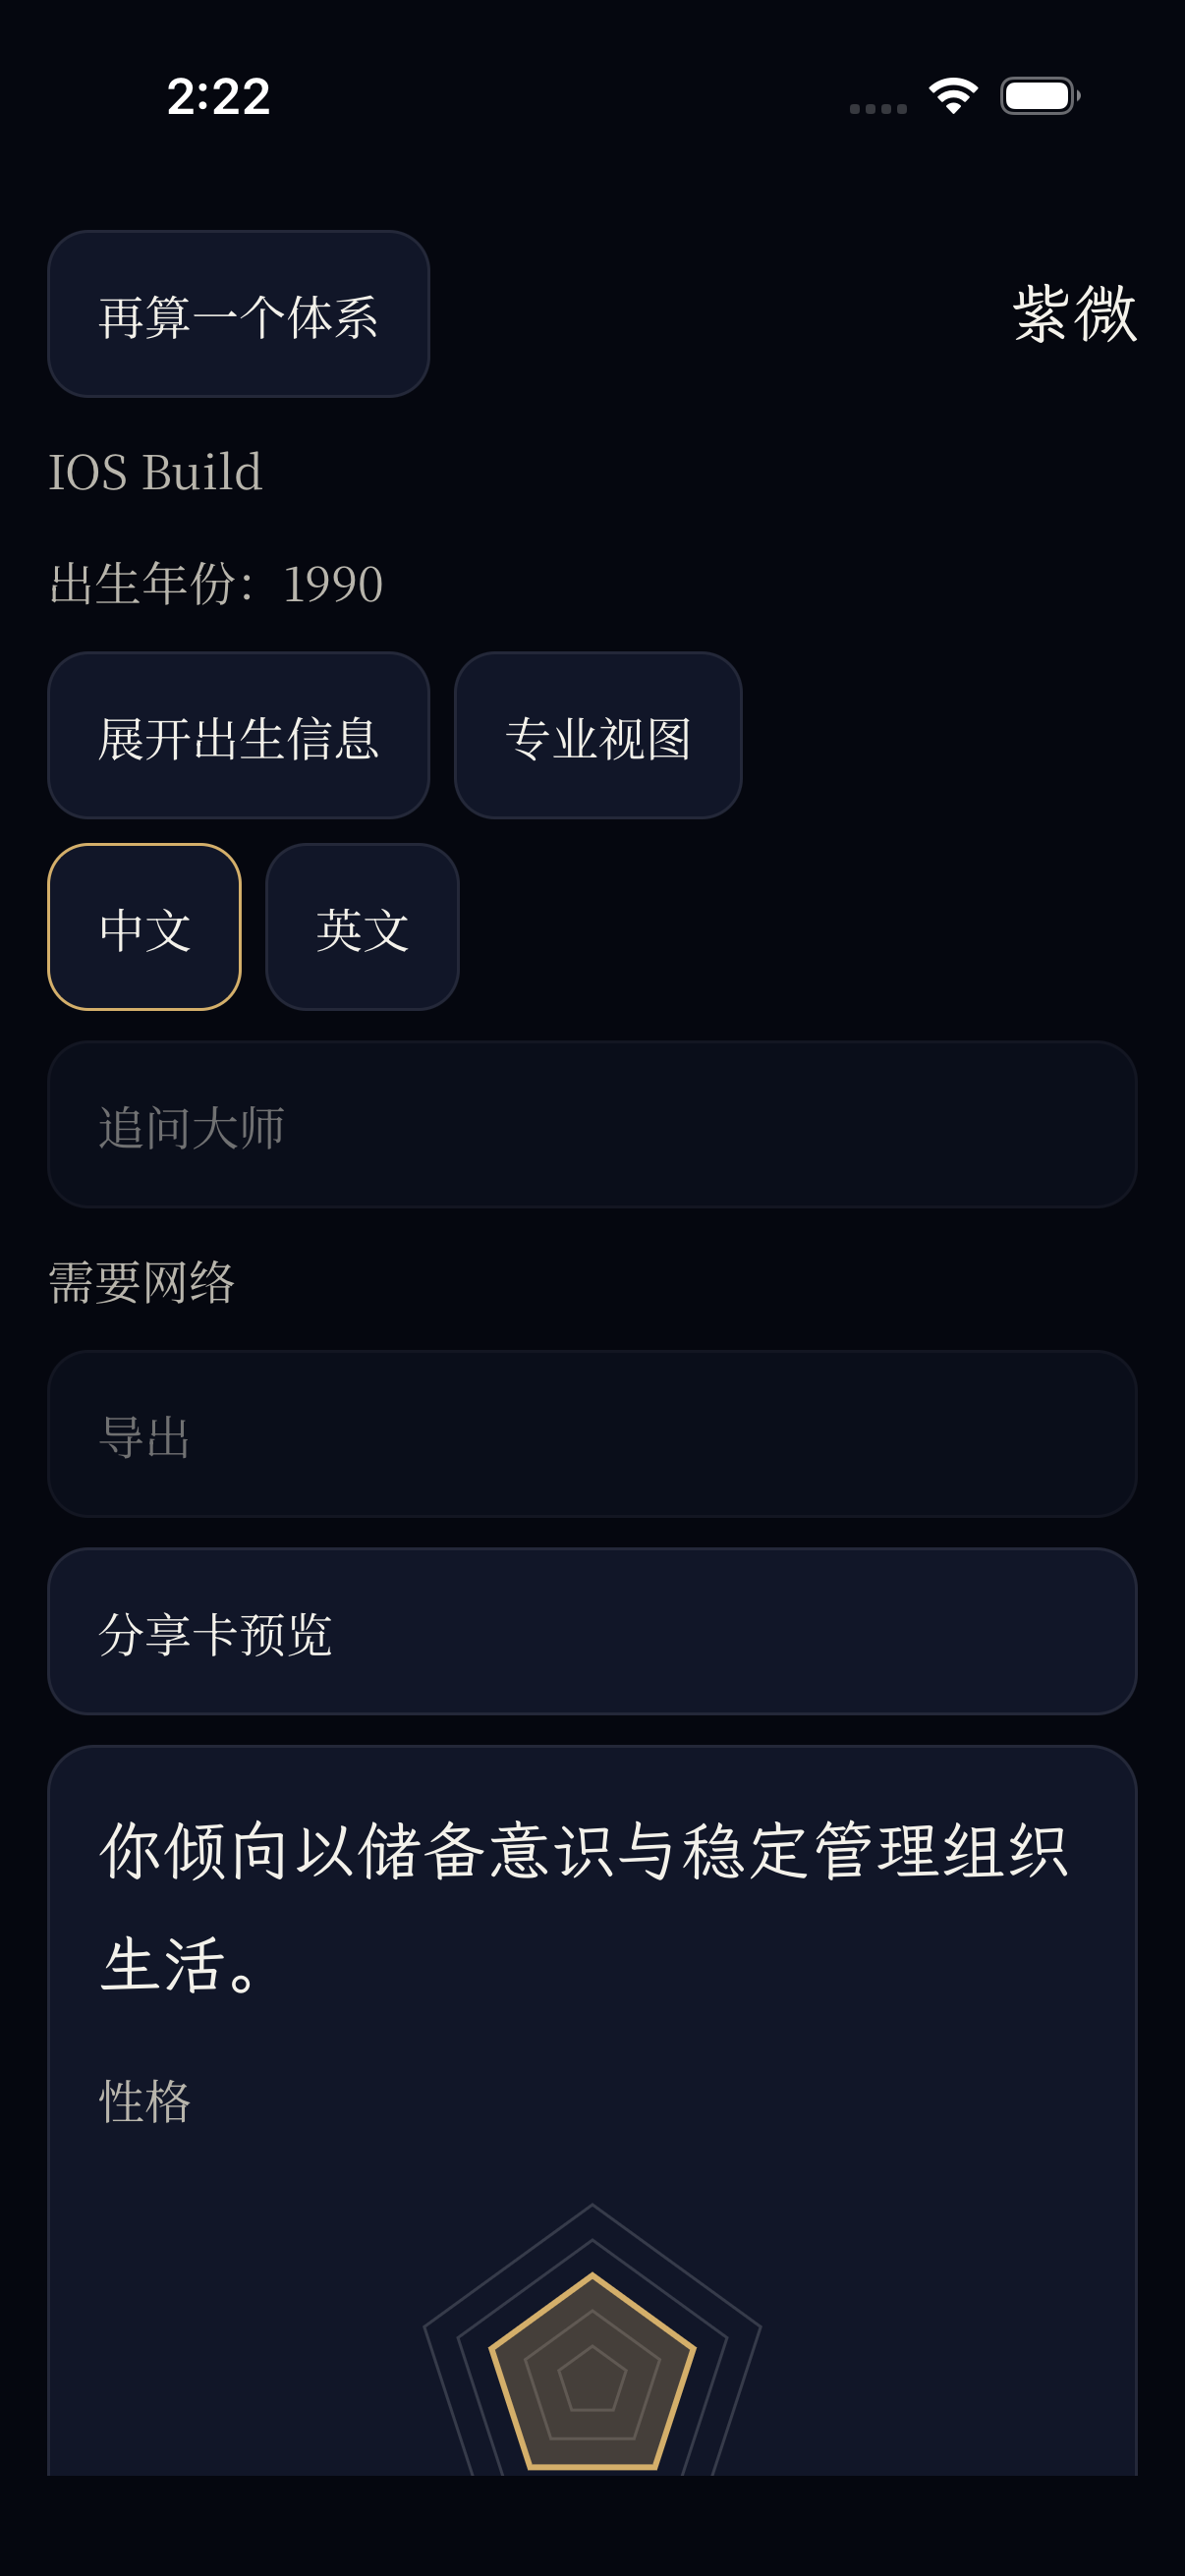 2:22
再算一个体系
紫微
IOS Build
出生年份：1990
展开出生信息
专业视图
中文
英文
追问大师
需要网络
导出
分享卡预览
你倾向以储备意识与稳定管理组织
生活。
性格